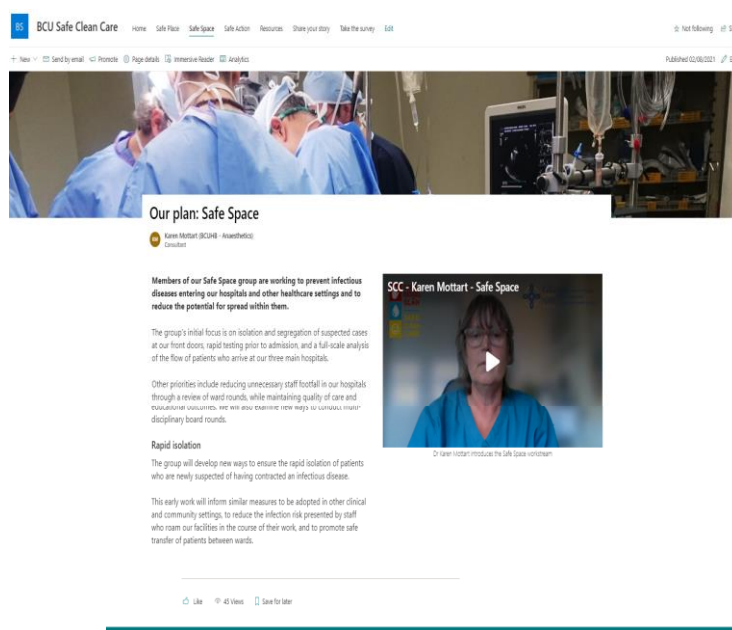 BS BCU Safe Clean Care Home Safe Place Safe Space Safe Action Resources Share your story Take the survey Edit Not following
New Send by email Promote Page details Immersive Reader Analytics Published 02/08/2021
Our plan: Safe Space
Karen Mottart (BCUHB - Anaesthetics)
Consultant
Members of our Safe Space group are working to prevent infectious
diseases entering our hospitals and other healthcare settings and to
reduce the potential for spread within them.
The group's initial focus is on isolation and segregation of suspected cases
at our front doors, rapid testing prior to admission, and a full-scale analysis
of the flow of patients who arrive at our three main hospitals.
Other priorities include reducing unnecessary staff footfall in our hospitals
through a review of ward rounds, while maintaining quality of care and
educational outcomes. We will also examine new ways to conduct multi-
disciplinary board rounds.
Rapid isolation
The group will develop new ways to ensure the rapid isolation of patients
who are newly suspected of having contracted an infectious disease.
This early work will inform similar measures to be adopted in other clinical
and community settings, to reduce the infection risk presented by staff
who roam our facilities in the course of their work, and to promote safe
transfer of patients between wards.
SCC - Karen Mottart - Safe Space
Dr Karen Mottart introduces the Safe Space workstream
Like 45 Views Save for later